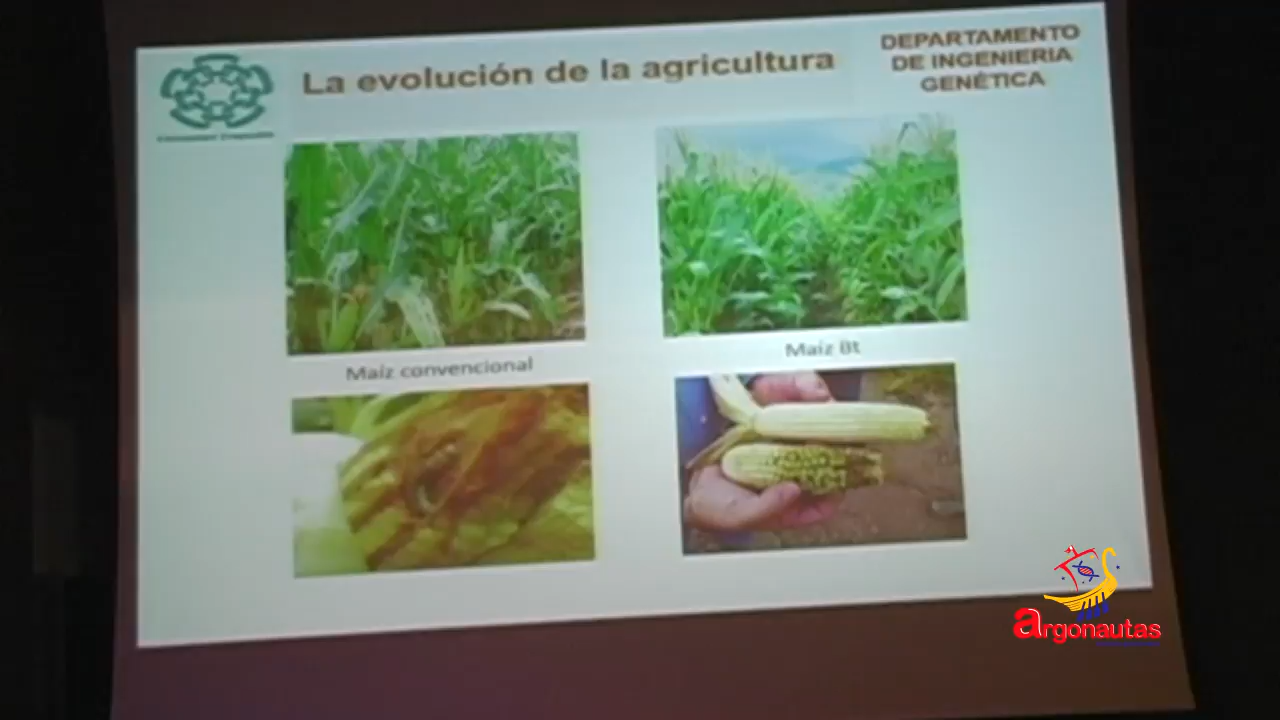 La evolución de la agricultura
DEPARTAMENTO
DE INGENIERIA
GENÉTICA
Maíz convencional
Maíz Bt
argonautas